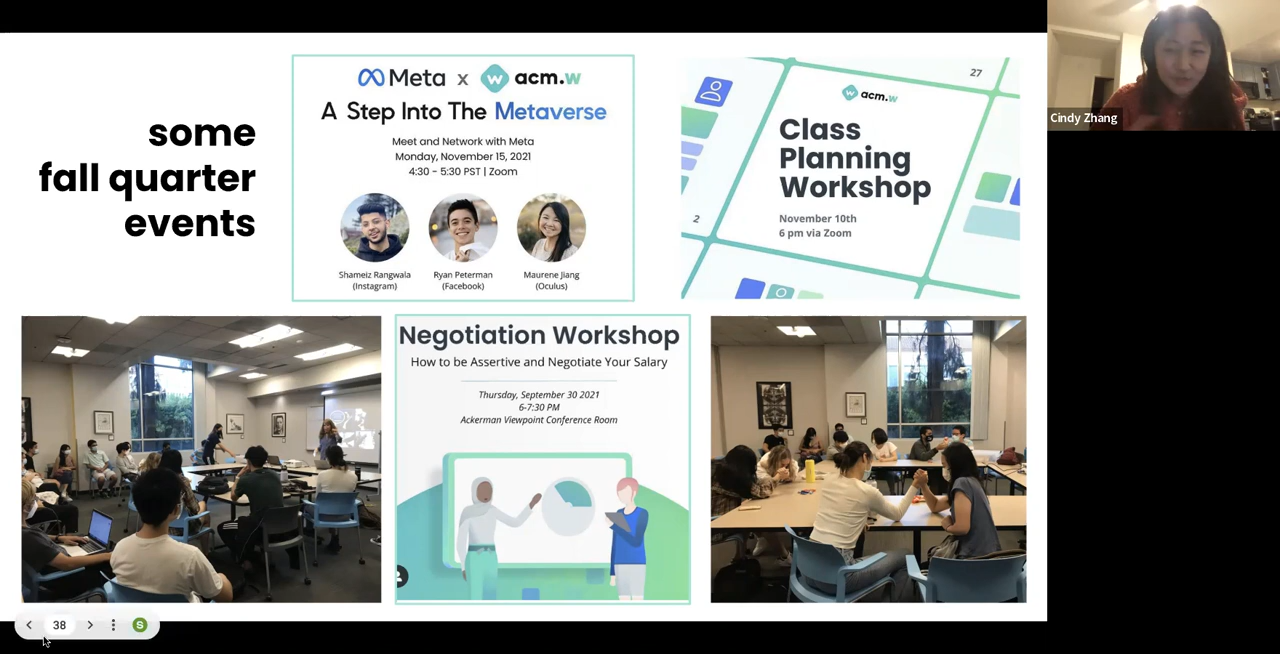 some
fall quarter
events
Meta x acm.w
A Step Into The Metaverse
Meet and Network with Meta
Monday, November 15, 2021
4:30 - 5:30 PST | Zoom
Shameiz Rangwala
(Instagram)
Ryan Peterman
(Facebook)
Maurene Jiang
(Oculus)
27
acm.w
Class
Planning
Workshop
November 10th
6 pm via Zoom
2
Cindy Zhang
Negotiation Workshop
How to be Assertive and Negotiate Your Salary
Thursday, September 30 2021
6-7:30 PM
Ackerman Viewpoint Conference Room
38
S